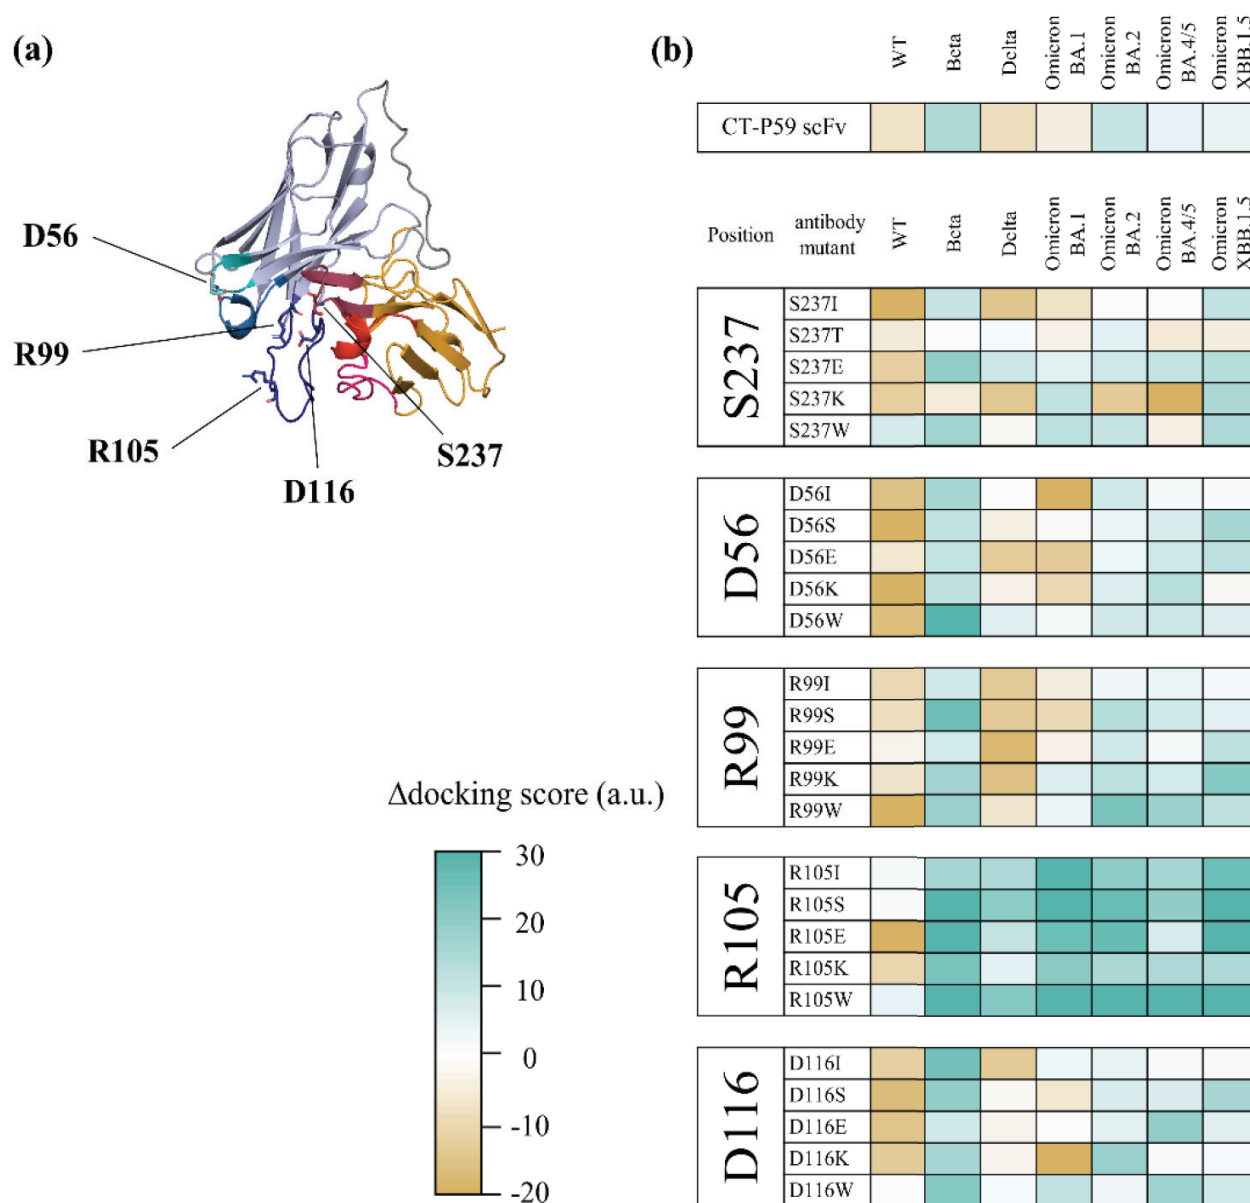 (a)
D56
R99
R105
D116
S237
Δdocking score (a.u.)
30
20
10
0
-10
-20
(b)
WT
Beta
Delta
Omicron
BA.1
Omicron
BA.2
Omicron
BA.4/5
Omicron
XBB.1.5
CT-P59 scFv
Position
antibody
mutant
WT
Beta
Delta
Omicron
BA.1
Omicron
BA.2
Omicron
BA.4/5
Omicron
XBB.1.5
S237
S237I
S237T
S237E
S237K
S237W
D56
D56I
D56S
D56E
D56K
D56W
R99
R99I
R99S
R99E
R99K
R99W
R105
R105I
R105S
R105E
R105K
R105W
D116
D116I
D116S
D116E
D116K
D116W